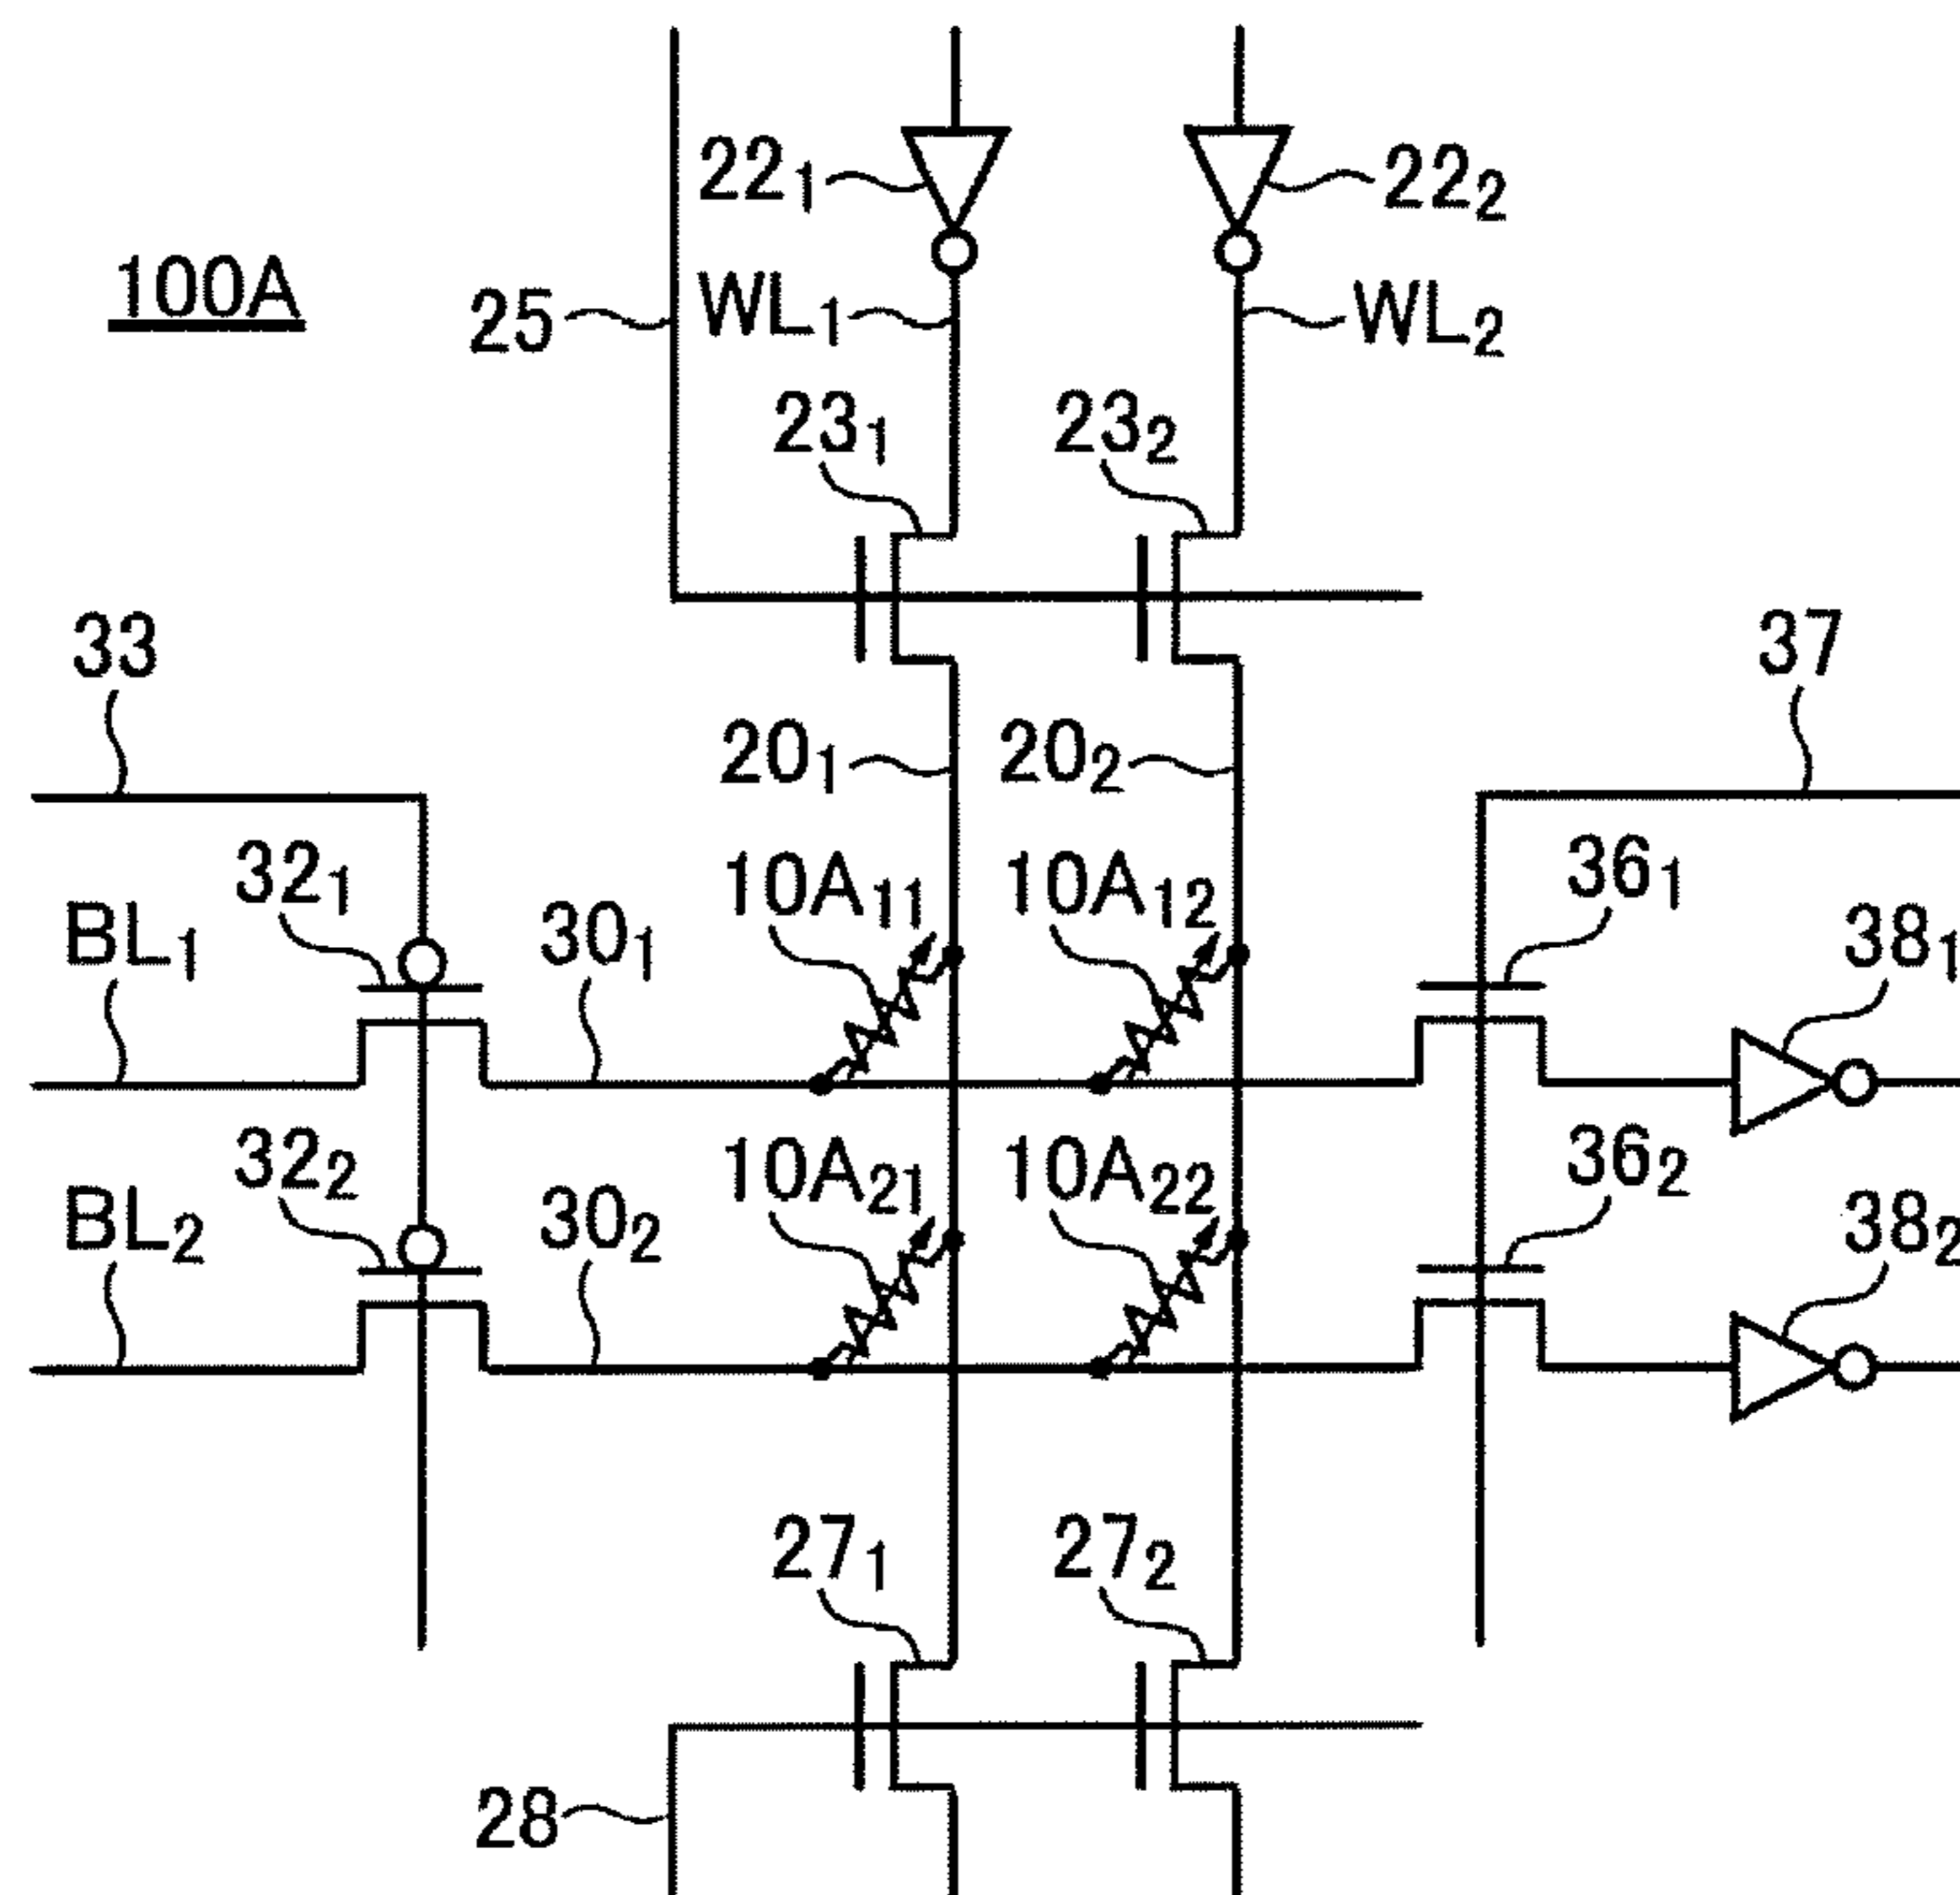 22₁
22₂
100A
25
WL₁
WL₂
23₁
23₂
33
37
20₁
20₂
32₁
10A₁₁
10A₁₂
36₁
BL₁
30₁
38₁
32₂
10A₂₁
10A₂₂
36₂
BL₂
30₂
38₂
27₁
27₂
28